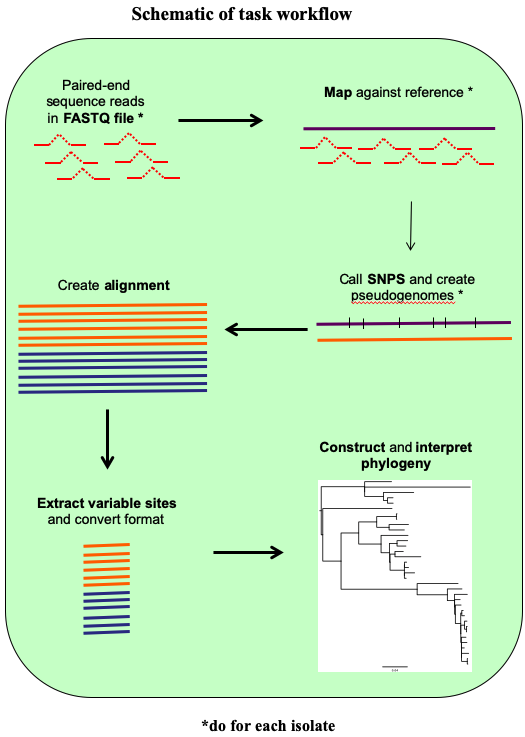 Schematic of task workflow
Paired-end
sequence reads
in FASTQ file *
Map against reference *
Call SNPS and create
pseudogenomes *
Create alignment
Construct and interpret
phylogeny
Extract variable sites
and convert format
*do for each isolate